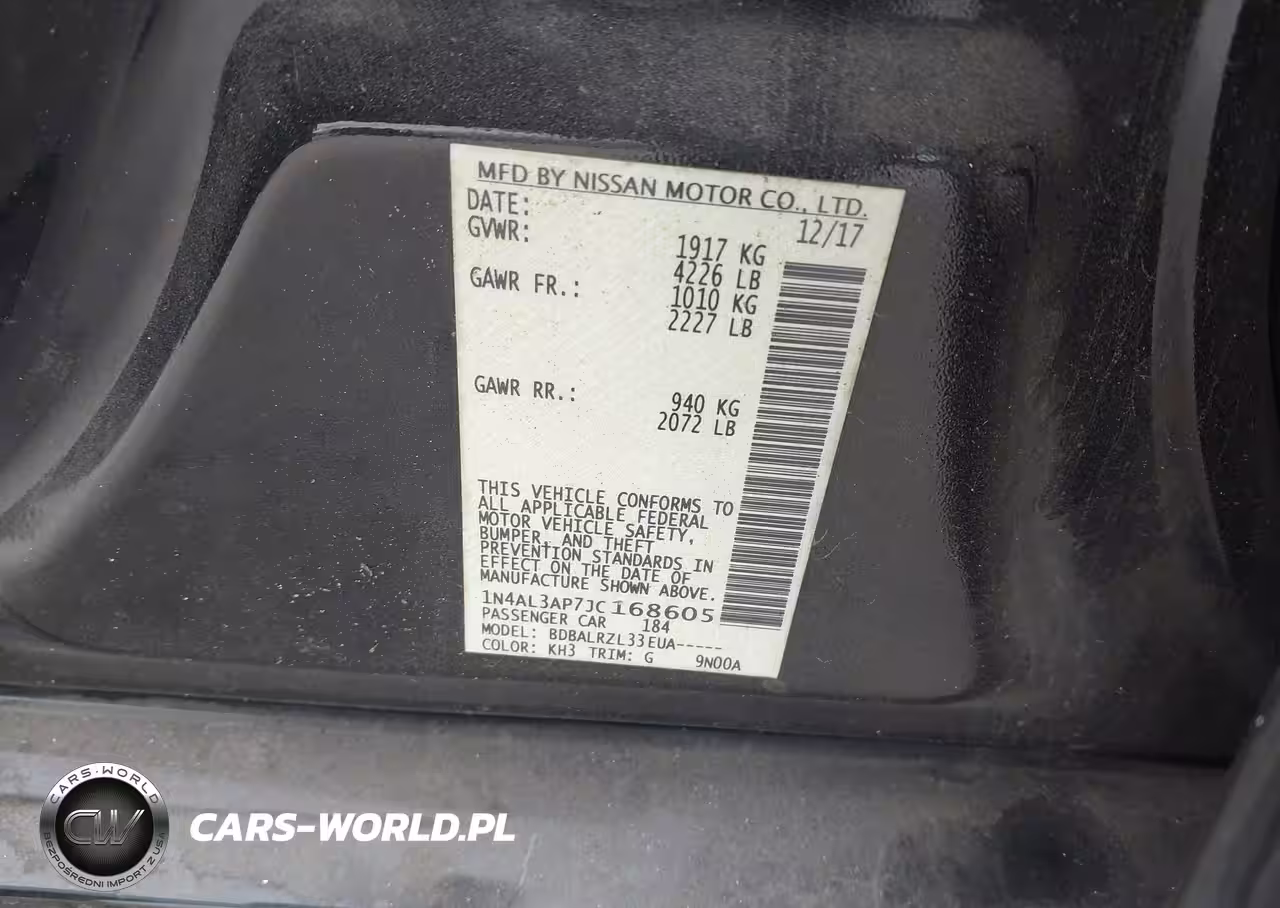 MFD BY NISSAN MOTOR CO., LTD.
DATE: 12/17
GVWR: 1917 KG
4226 LB
GAWR FR.: 1010 KG
2227 LB
GAWR RR.: 940 KG
2072 LB
THIS VEHICLE CONFORMS TO
ALL APPLICABLE FEDERAL
MOTOR VEHICLE SAFETY,
BUMPER, AND THEFT
PREVENTION STANDARDS IN
EFFECT ON THE DATE OF
MANUFACTURE SHOWN ABOVE.
1N4AL3AP7JC168605
PASSENGER CAR 184
MODEL: BDBALRZL33EUA-----
COLOR: KH3 TRIM: G 9N00A
CARS-WORLD
CW
BEZPOŚREDNI IMPORT Z USA
CARS-WORLD.PL